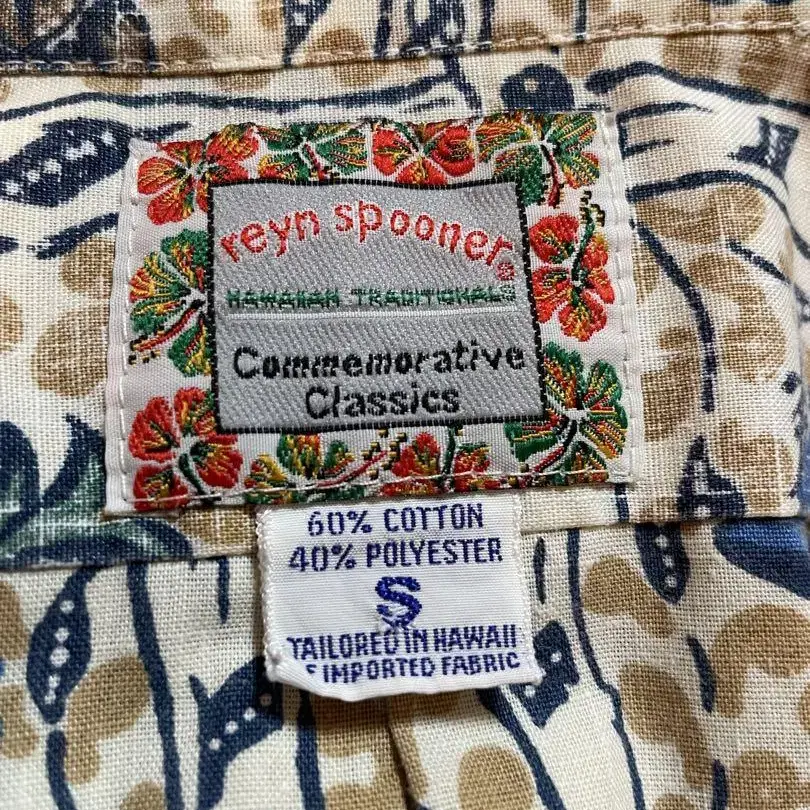 reyn spooner®
HAWAIIAN TRADITIONALS
Commemorative
Classics
60% COTTON
40% POLYESTER
S
TAILORED IN HAWAII
F IMPORTED FABRIC